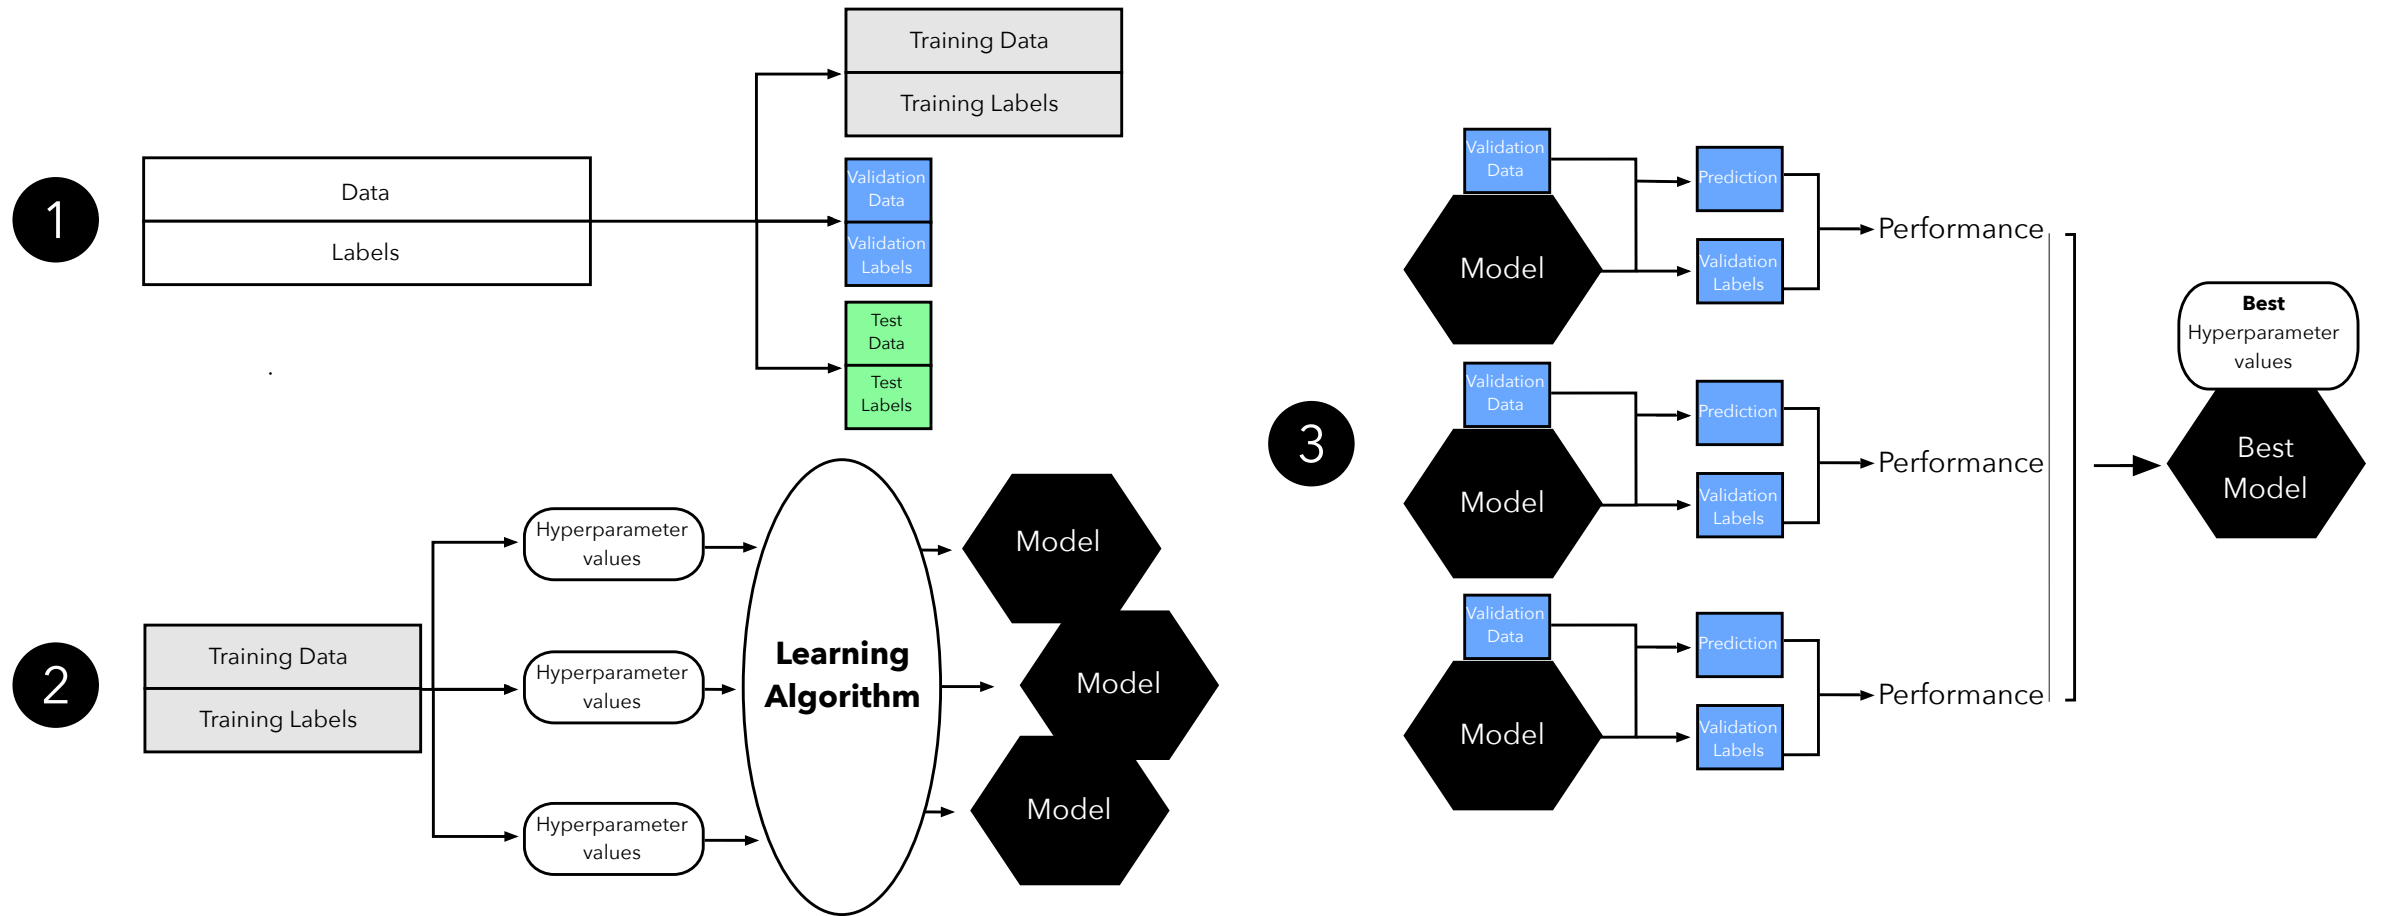 1
Data
Labels
Training Data
Training Labels
Validation
Data
Validation
Labels
Test
Data
Test
Labels
2
Training Data
Training Labels
Hyperparameter
values
Hyperparameter
values
Hyperparameter
values
Learning
Algorithm
Model
Model
Model
3
Validation
Data
Model
Prediction
Validation
Labels
Performance
Validation
Data
Model
Prediction
Validation
Labels
Performance
Validation
Data
Model
Prediction
Validation
Labels
Performance
Best
Hyperparameter
values
Best
Model